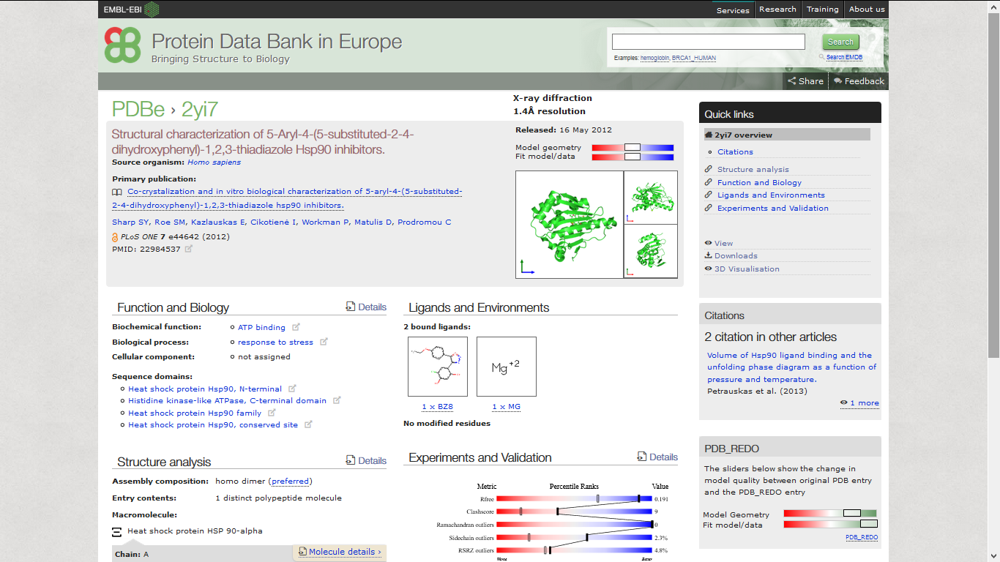 EMBL-EBI
Services
Research
Training
About us
Protein Data Bank in Europe
Bringing Structure to Biology
Search
Examples: hemoglobin, BRCA1_HUMAN
Search EMDB
Share
Feedback
PDBe › 2yi7
X-ray diffraction
1.4Å resolution
Structural characterization of 5-Aryl-4-(5-substituted-2-4-
dihydroxyphenyl)-1,2,3-thiadiazole Hsp90 inhibitors.
Source organism: Homo sapiens
Primary publication:
Co-crystalization and in vitro biological characterization of 5-aryl-4-(5-substituted-
2-4-dihydroxyphenyl)-1,2,3-thiadiazole hsp90 inhibitors.
Sharp SY, Roe SM, Kazlauskas E, Cikotienė I, Workman P, Matulis D, Prodromou C
PLoS ONE 7 e44642 (2012)
PMID: 22984537
Released: 16 May 2012
Model geometry
Fit model/data
Quick links
2yi7 overview
Citations
Structure analysis
Function and Biology
Ligands and Environments
Experiments and Validation
View
Downloads
3D Visualisation
Function and Biology
Details
Biochemical function:
ATP binding
Biological process:
response to stress
Cellular component:
not assigned
Sequence domains:
Heat shock protein Hsp90, N-terminal
Histidine kinase-like ATPase, C-terminal domain
Heat shock protein Hsp90 family
Heat shock protein Hsp90, conserved site
Ligands and Environments
2 bound ligands:
Mg+2
1 x BZ8
1 x MG
No modified residues
Citations
2 citation in other articles
Volume of Hsp90 ligand binding and the
unfolding phase diagram as a function of
pressure and temperature.
Petrauskas et al. (2013)
1 more
Structure analysis
Details
Assembly composition: homo dimer (preferred)
Entry contents: 1 distinct polypeptide molecule
Macromolecule:
Heat shock protein HSP 90-alpha
Chain: A
Molecule details ›
Experiments and Validation
Details
Metric Percentile Ranks Value
Rfree 0.191
Clashscore 9
Ramachandran outliers 0
Sidechain outliers 2.3%
RSRZ outliers 4.8%
PDB_REDO
The sliders below show the change in
model quality between original PDB entry
and the PDB_REDO entry
Model Geometry
Fit model/data
PDB_REDO